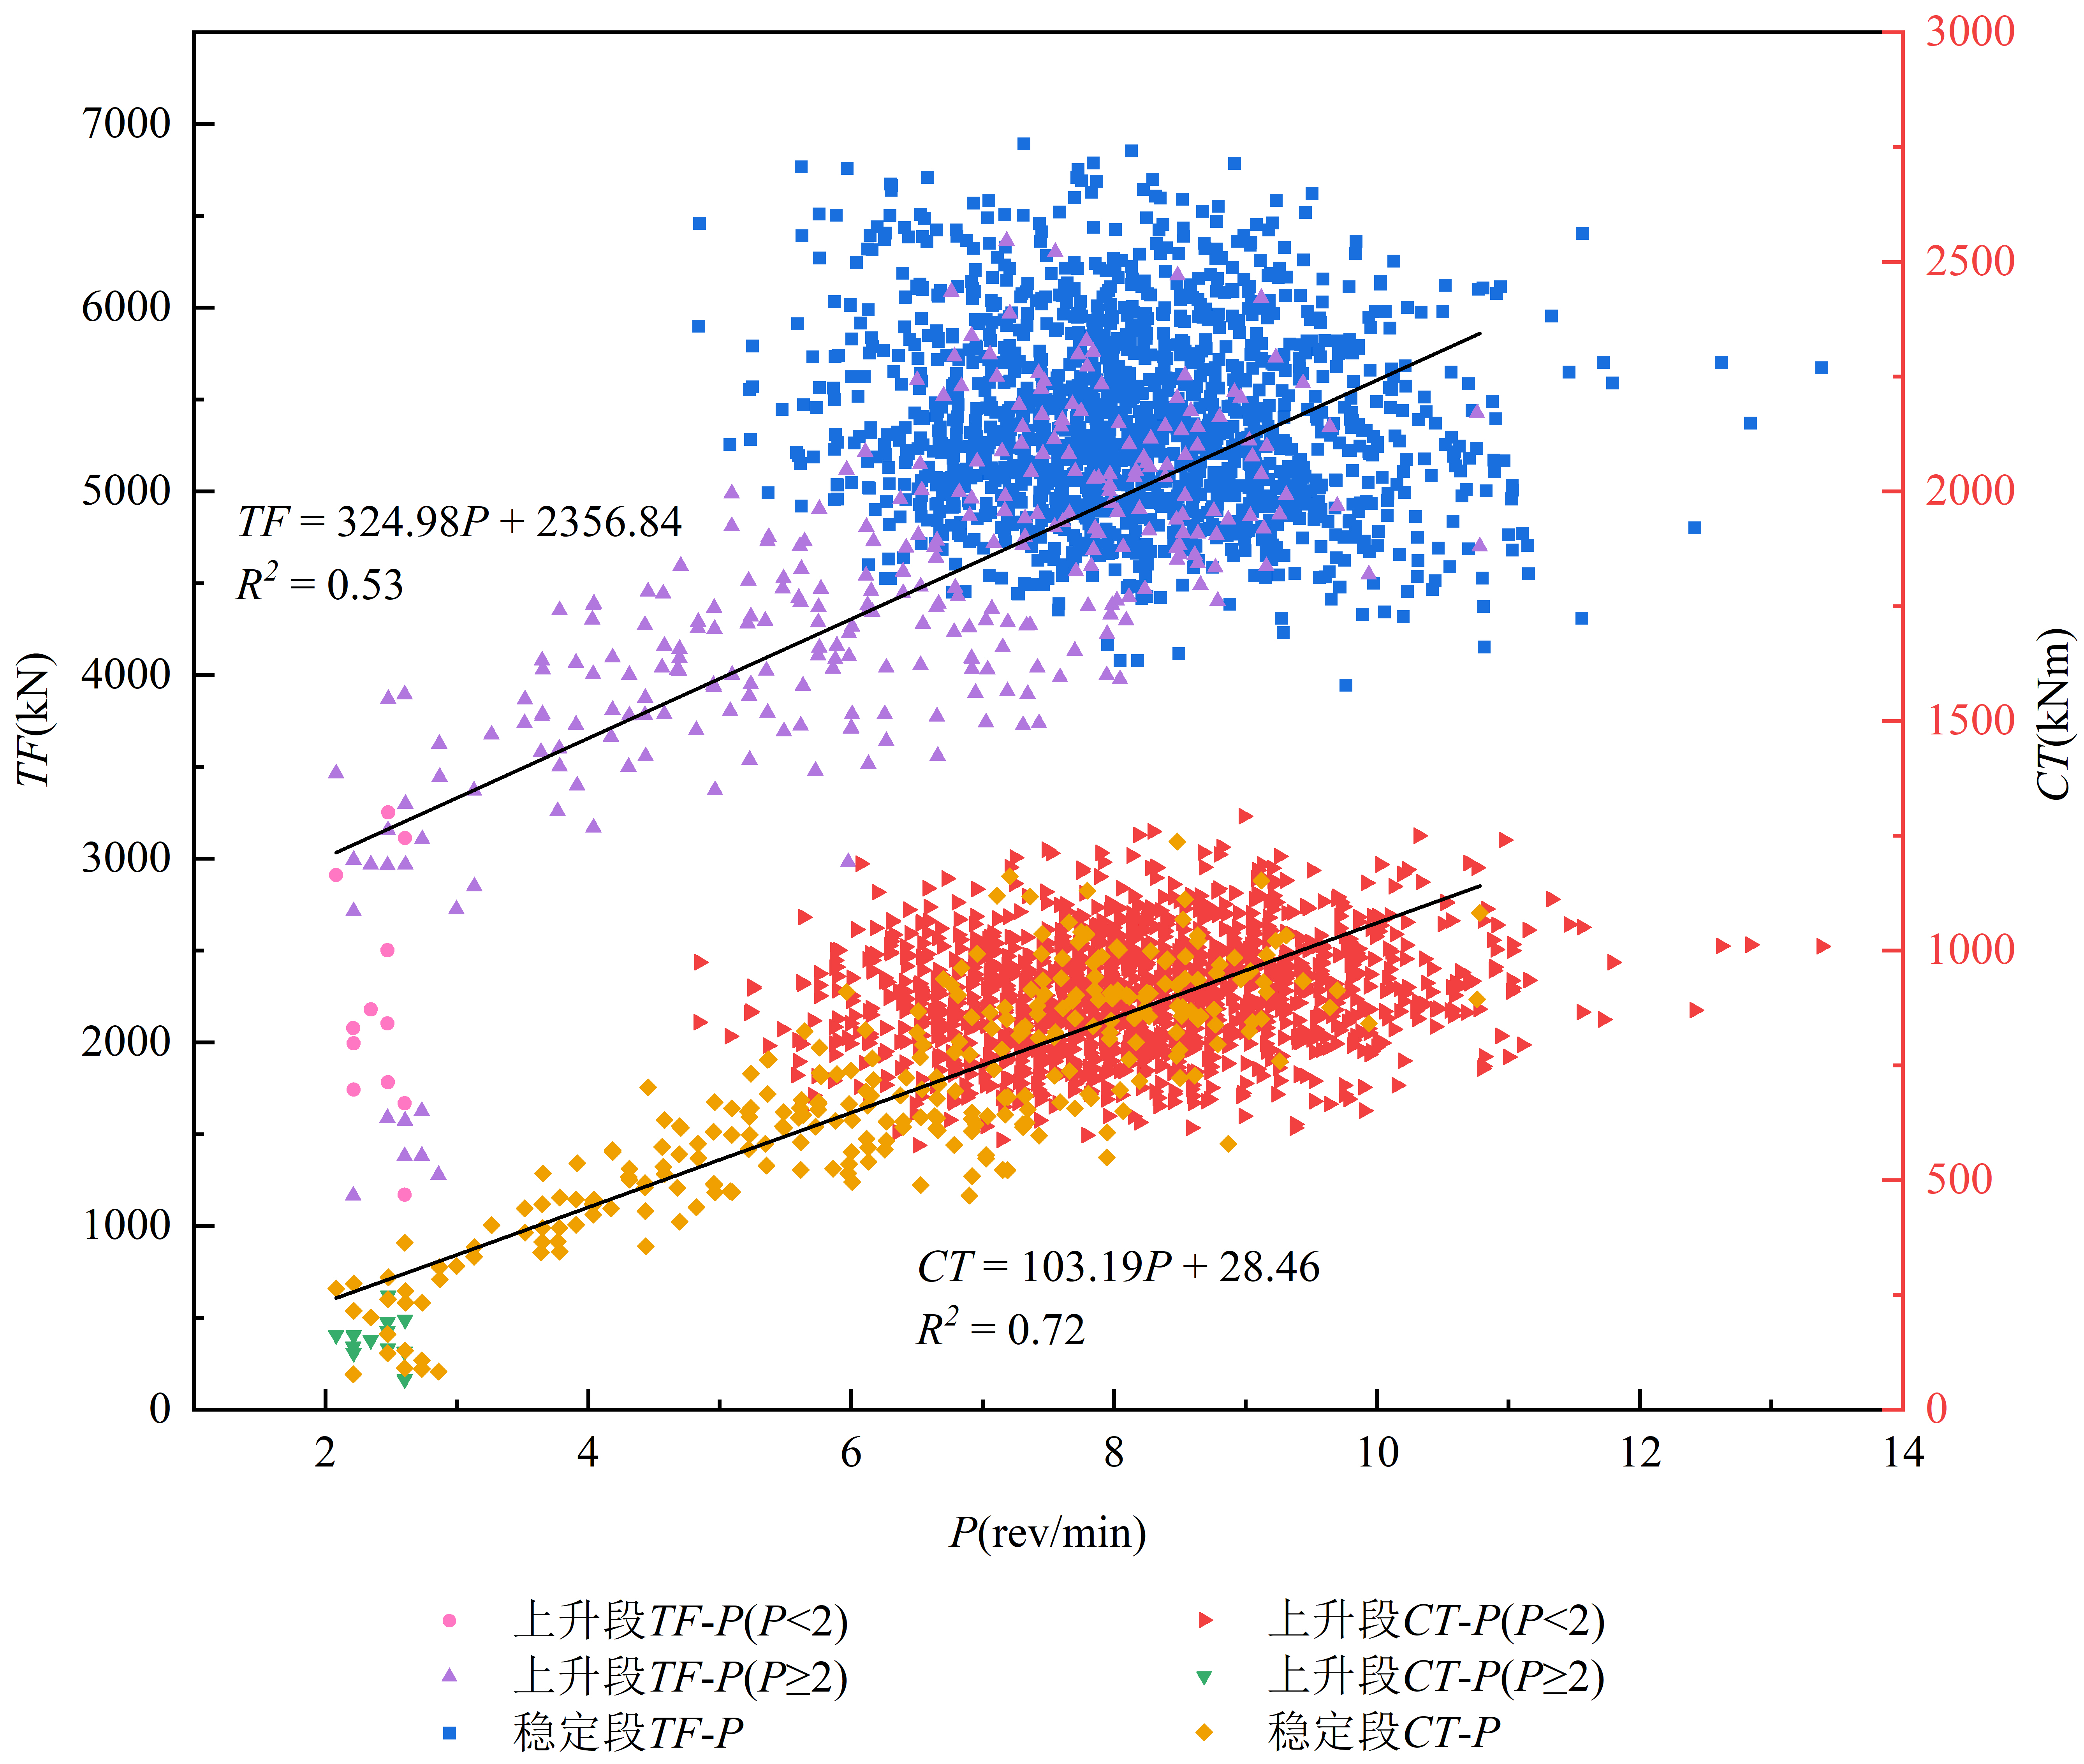 7000
6000
5000
4000
3000
2000
1000
0
TF(kN)
3000
2500
2000
1500
1000
500
0
CT(kNm)
TF = 324.98P + 2356.84
R² = 0.53
CT = 103.19P + 28.46
R² = 0.72
2 4 6 8 10 12 14
P(rev/min)
上升段TF-P(P<2)
上升段TF-P(P≥2)
稳定段TF-P
上升段CT-P(P<2)
上升段CT-P(P≥2)
稳定段CT-P